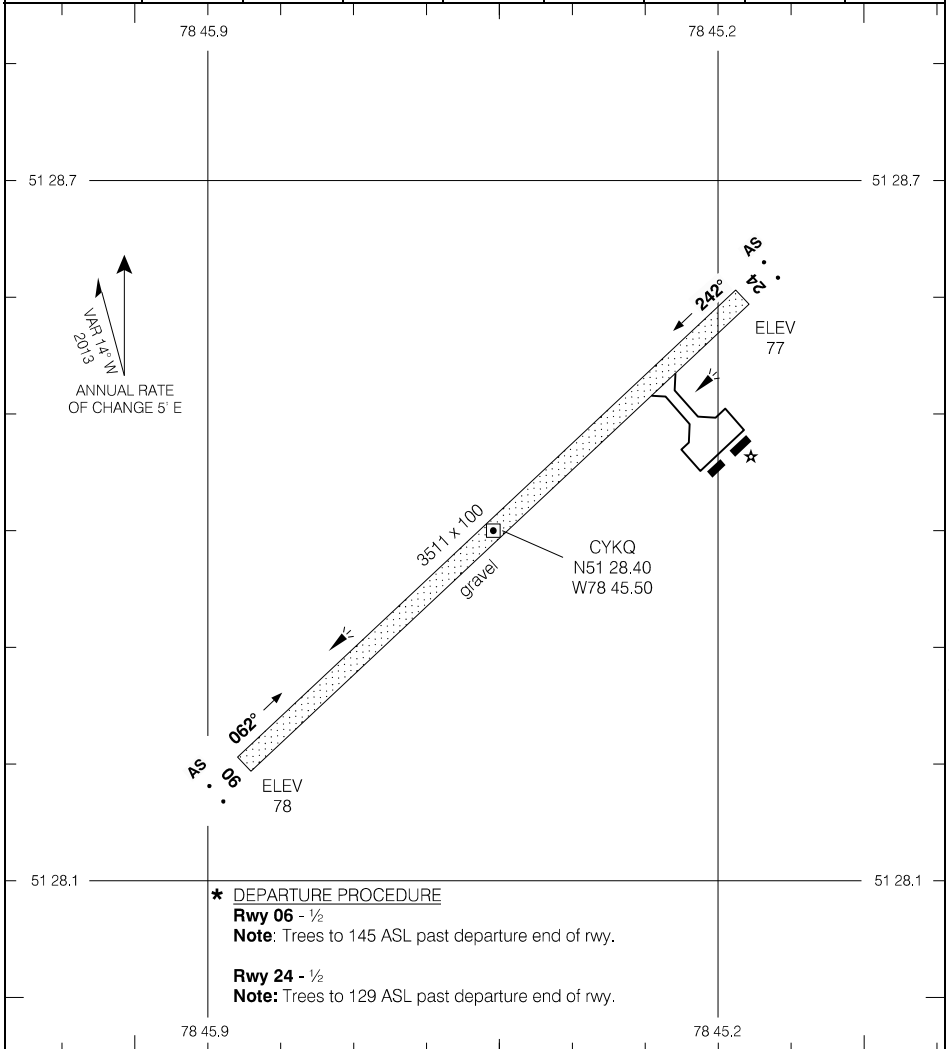 78 45.9
78 45.2
51 28.7
51 28.7
AS
24
242°
ELEV
77
VAR 14° W
2013
ANNUAL RATE
OF CHANGE 5' E
3511 x 100
gravel
CYKQ
N51 28.40
W78 45.50
062°
AS
06
ELEV
78
51 28.1
51 28.1
* DEPARTURE PROCEDURE
Rwy 06 - ½
Note: Trees to 145 ASL past departure end of rwy.
Rwy 24 - ½
Note: Trees to 129 ASL past departure end of rwy.
78 45.9
78 45.2